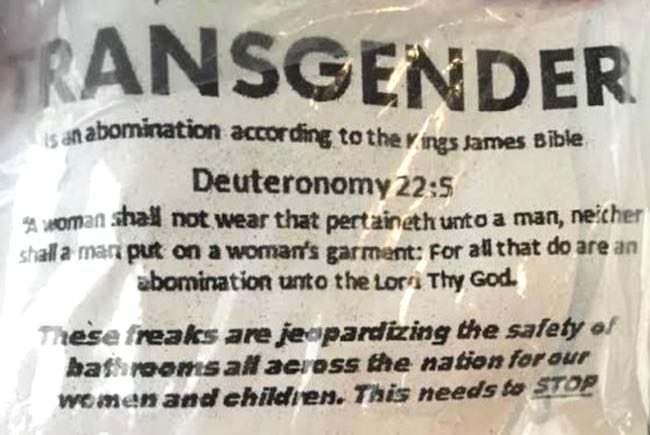 TRANSGENDER
is an abomination according to the Kings James Bible
Deuteronomy 22:5
"A woman shall not wear that pertaineth unto a man, neither
shall a man put on a woman's garment: For all that do are an
abomination unto the Lord Thy God.
These freaks are jeopardizing the safety of
bathrooms all across the nation for our
women and children. This needs to STOP